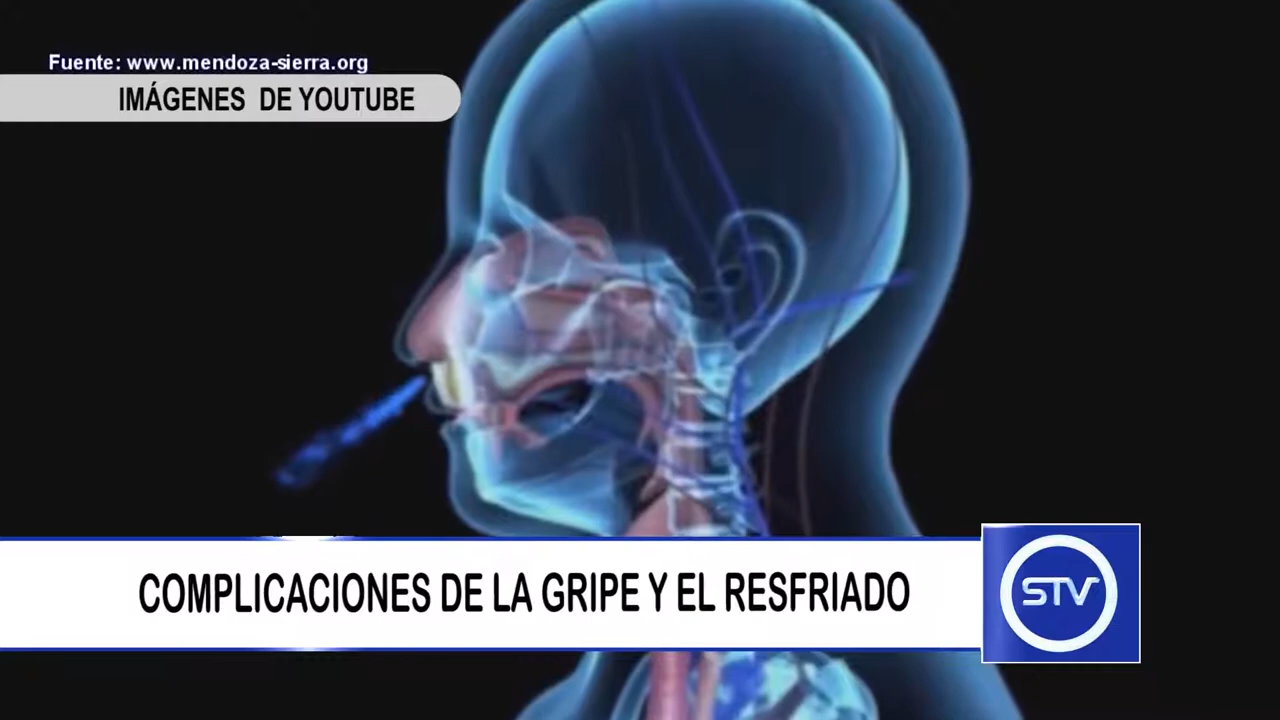 Fuente: www.mendoza-sierra.org
IMÁGENES DE YOUTUBE
COMPLICACIONES DE LA GRIPE Y EL RESFRIADO
STV